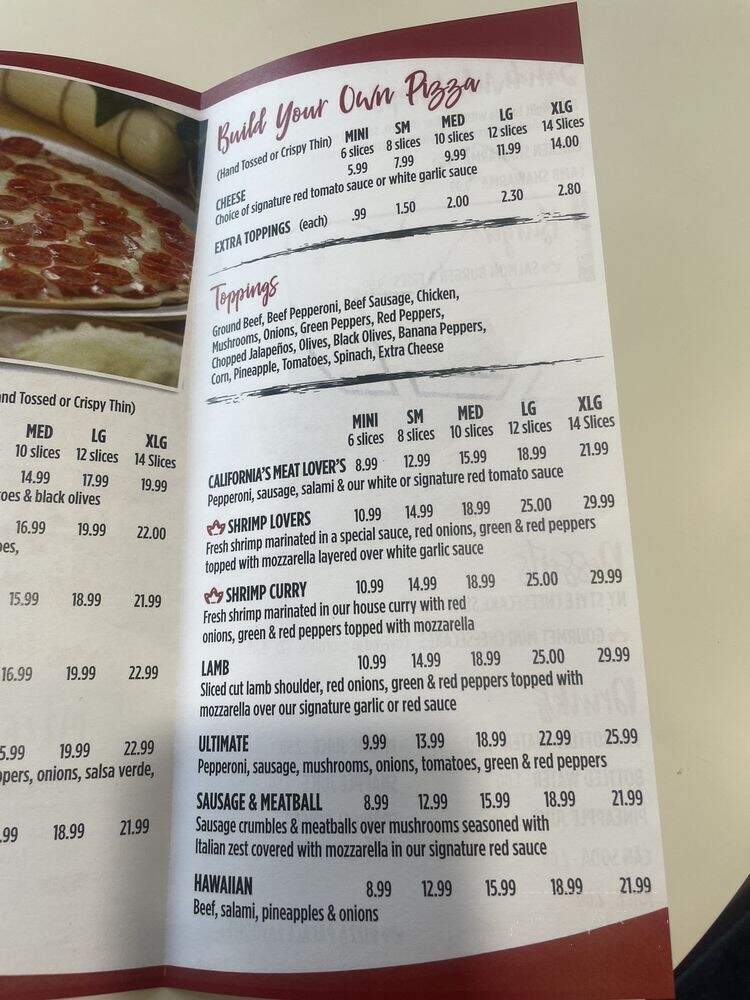 nd Tossed or Crispy Thin)
MED LG XLG
10 slices 12 slices 14 Slices
14.99 17.99 19.99
oes & black olives
16.99 19.99 22.00
es,
15.99 18.99 21.99
16.99 19.99 22.99
5.99 19.99 22.99
pers, onions, salsa verde,
.99 18.99 21.99
Build Your Own Pizza
(Hand Tossed or Crispy Thin) MINI SM MED LG XLG
6 slices 8 slices 10 slices 12 slices 14 Slices
CHEESE 5.99 7.99 9.99 11.99 14.00
Choice of signature red tomato sauce or white garlic sauce
EXTRA TOPPINGS (each) .99 1.50 2.00 2.30 2.80
Toppings
Ground Beef, Beef Pepperoni, Beef Sausage, Chicken,
Mushrooms, Onions, Green Peppers, Red Peppers,
Chopped Jalapeños, Olives, Black Olives, Banana Peppers,
Corn, Pineapple, Tomatoes, Spinach, Extra Cheese
MINI SM MED LG XLG
6 slices 8 slices 10 slices 12 slices 14 Slices
CALIFORNIA'S MEAT LOVER'S 8.99 12.99 15.99 18.99 21.99
Pepperoni, sausage, salami & our white or signature red tomato sauce
SHRIMP LOVERS 10.99 14.99 18.99 25.00 29.99
Fresh shrimp marinated in a special sauce, red onions, green & red peppers
topped with mozzarella layered over white garlic sauce
SHRIMP CURRY 10.99 14.99 18.99 25.00 29.99
Fresh shrimp marinated in our house curry with red
onions, green & red peppers topped with mozzarella
LAMB 10.99 14.99 18.99 25.00 29.99
Sliced cut lamb shoulder, red onions, green & red peppers topped with
mozzarella over our signature garlic or red sauce
ULTIMATE 9.99 13.99 18.99 22.99 25.99
Pepperoni, sausage, mushrooms, onions, tomatoes, green & red peppers
SAUSAGE & MEATBALL 8.99 12.99 15.99 18.99 21.99
Sausage crumbles & meatballs over mushrooms seasoned with
Italian zest covered with mozzarella in our signature red sauce
HAWAIIAN 8.99 12.99 15.99 18.99 21.99
Beef, salami, pineapples & onions